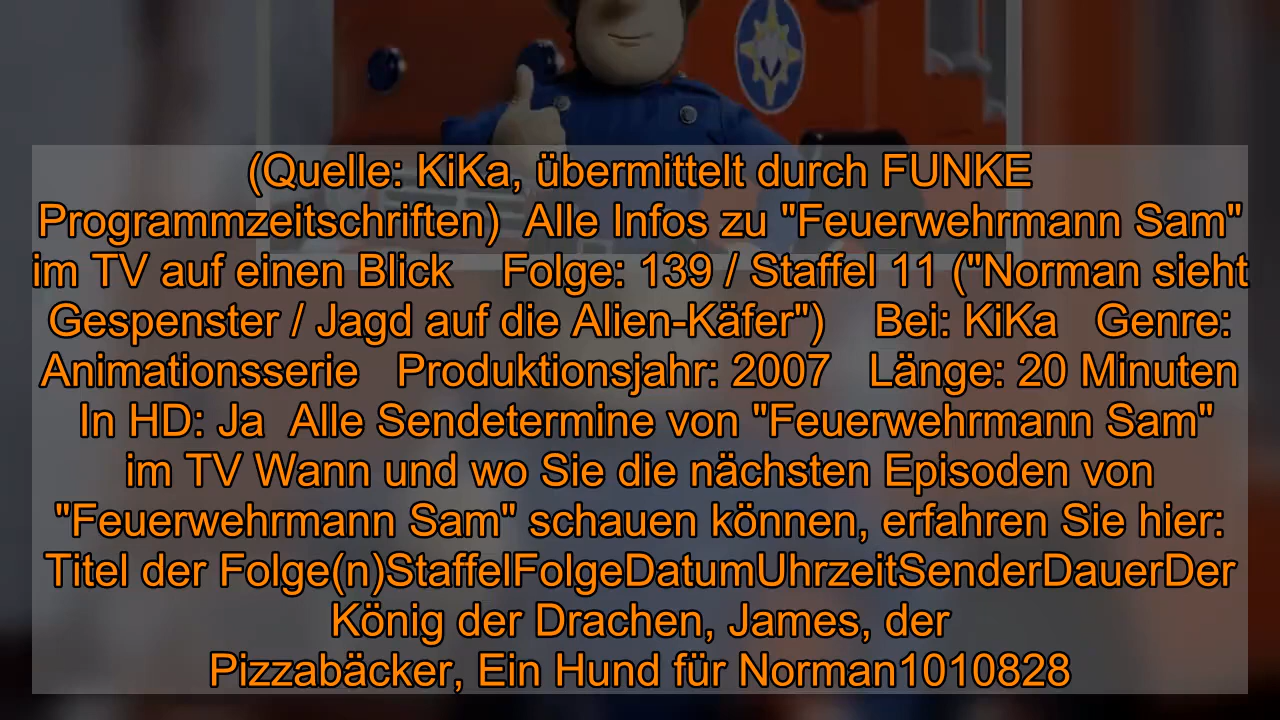 (Quelle: KiKa, übermittelt durch FUNKE
Programmzeitschriften)  Alle Infos zu "Feuerwehrmann Sam"
im TV auf einen Blick    Folge: 139 / Staffel 11 ("Norman sieht
Gespenster / Jagd auf die Alien-Käfer")    Bei: KiKa   Genre:
Animationsserie   Produktionsjahr: 2007   Länge: 20 Minuten
In HD: Ja  Alle Sendetermine von "Feuerwehrmann Sam"
im TV Wann und wo Sie die nächsten Episoden von
"Feuerwehrmann Sam" schauen können, erfahren Sie hier:
Titel der Folge(n)StaffelFolgeDatumUhrzeitSenderDauerDer
König der Drachen, James, der
Pizzabäcker, Ein Hund für Norman1010828